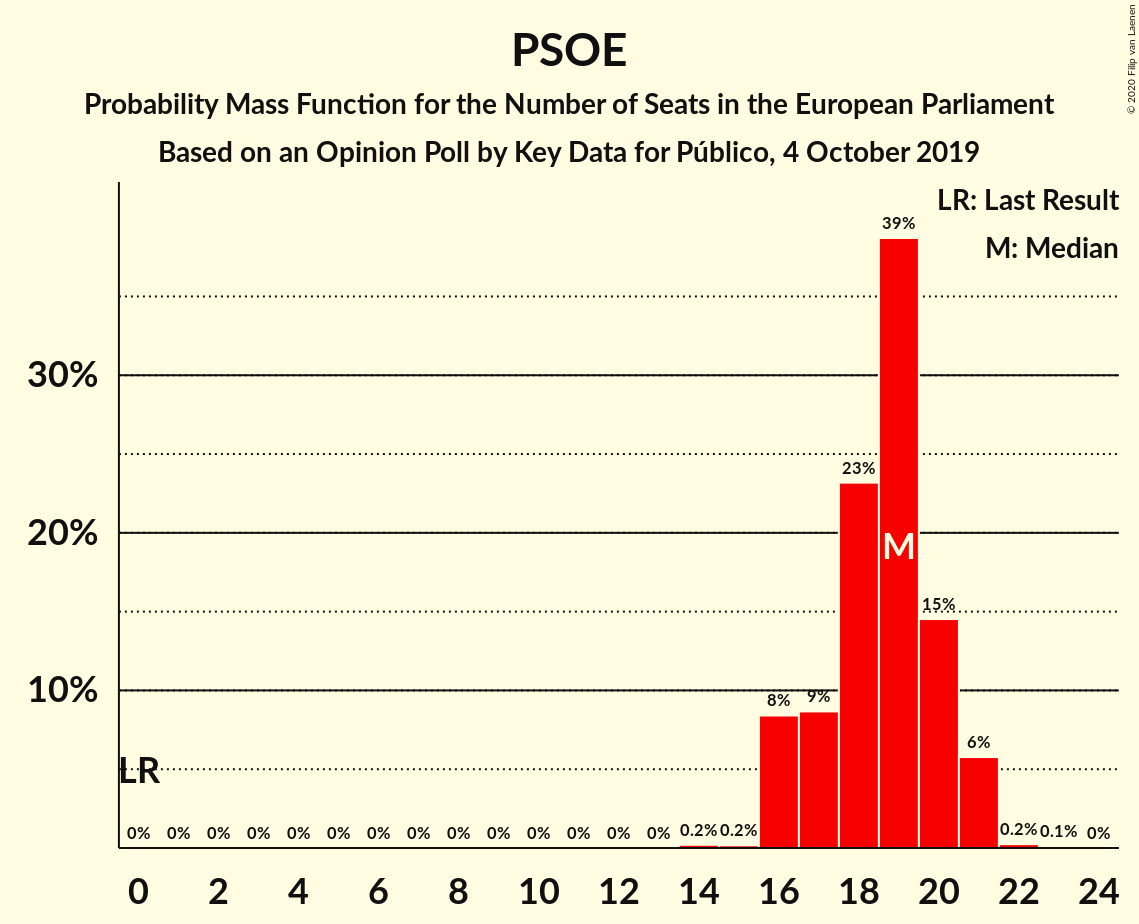 PSOE
Probability Mass Function for the Number of Seats in the European Parliament
Based on an Opinion Poll by Key Data for Público, 4 October 2019
© 2020 Filip van Laenen
LR: Last Result
M: Median
39%
30%
23%
20%
M
15%
10%
8% 9%
6%
LR
0% 0% 0% 0% 0% 0% 0% 0% 0% 0% 0% 0% 0% 0% 0.2% 0.2% 0.2% 0.1% 0%
0 2 4 6 8 10 12 14 16 18 20 22 24